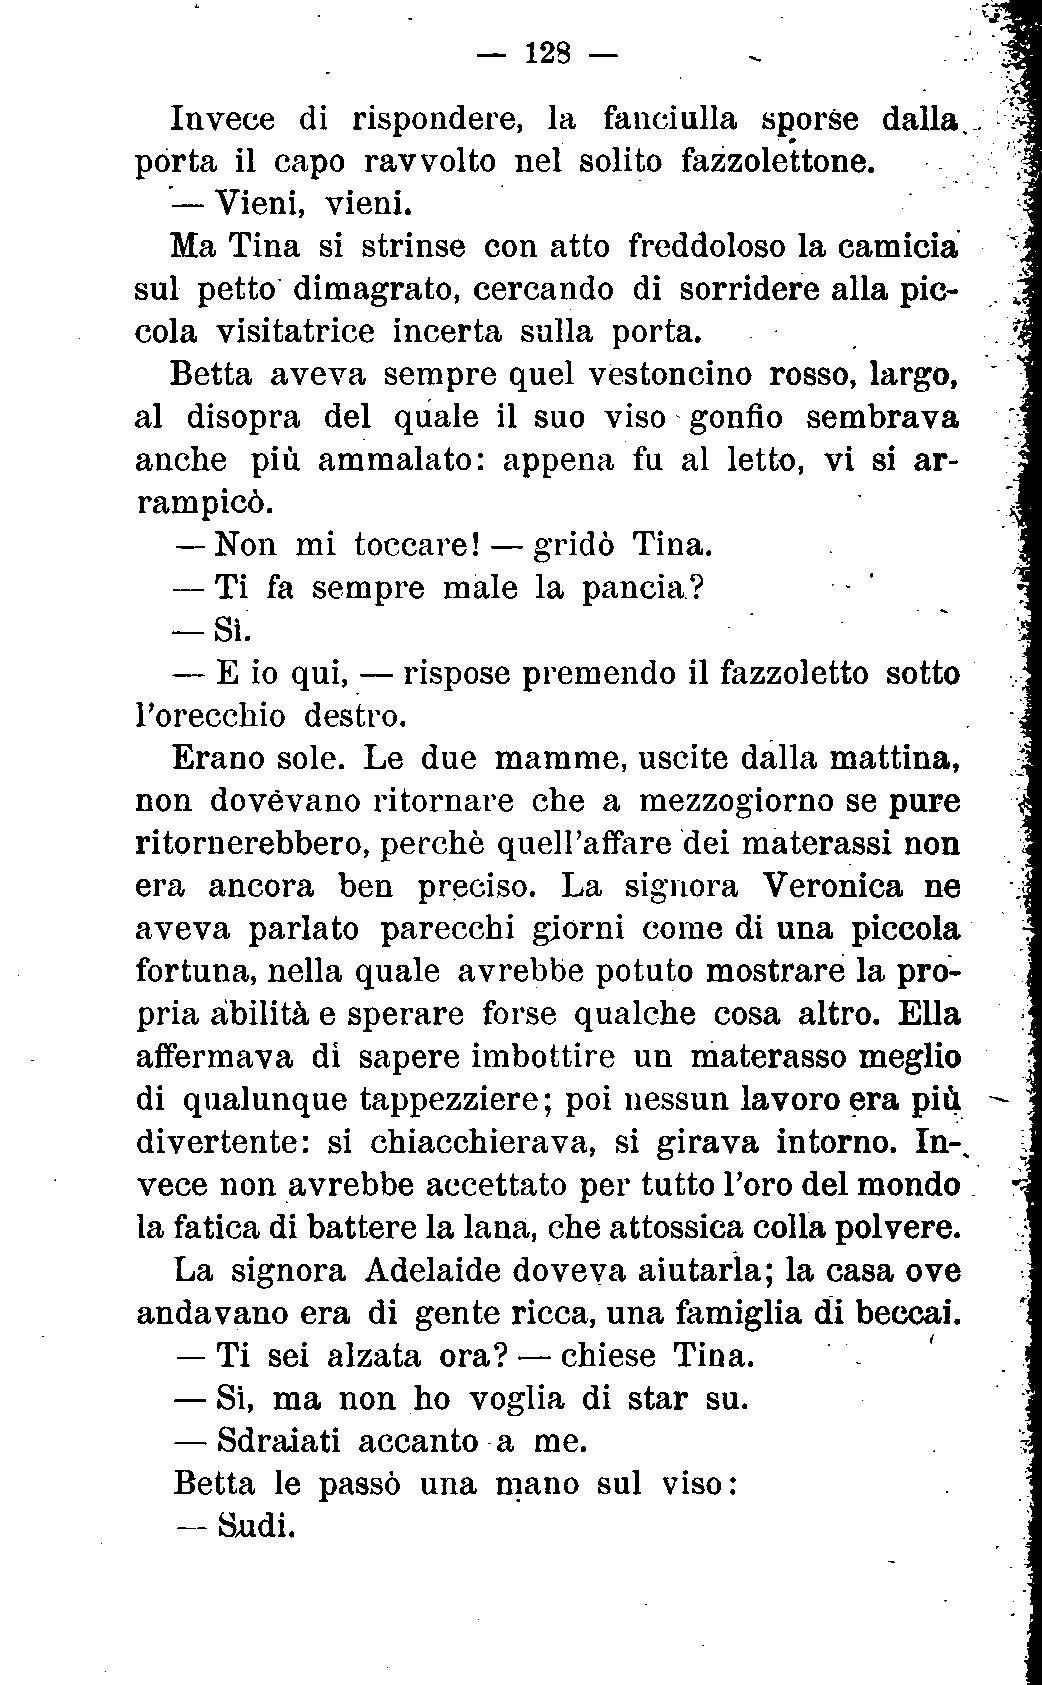 — 128 —
Invece di rispondere, la fanciulla sporse dalla
porta il capo ravvolto nel solito fazzolettone.
— Vieni, vieni.
Ma Tina si strinse con atto freddoloso la camicia
sul petto dimagrato, cercando di sorridere alla pic-
cola visitatrice incerta sulla porta.
Betta aveva sempre quel vestoncino rosso, largo,
al disopra del quale il suo viso gonfio sembrava
anche più ammalato: appena fu al letto, vi si ar-
rampicò.
— Non mi toccare! — gridò Tina.
— Ti fa sempre male la pancia?
— Sì.
— E io qui, — rispose premendo il fazzoletto sotto
l'orecchio destro.
Erano sole. Le due mamme, uscite dalla mattina,
non dovevano ritornare che a mezzogiorno se pure
ritornerebbero, perchè quell'affare dei materassi non
era ancora ben preciso. La signora Veronica ne
aveva parlato parecchi giorni come di una piccola
fortuna, nella quale avrebbe potuto mostrare la pro-
pria abilità e sperare forse qualche cosa altro. Ella
affermava di sapere imbottire un materasso meglio
di qualunque tappezziere; poi nessun lavoro era più
divertente: si chiacchierava, si girava intorno. In-
vece non avrebbe accettato per tutto l'oro del mondo
la fatica di battere la lana, che attossica colla polvere.
La signora Adelaide doveva aiutarla; la casa ove
andavano era di gente ricca, una famiglia di beccai.
— Ti sei alzata ora? — chiese Tina.
— Sì, ma non ho voglia di star su.
— Sdraiati accanto a me.
Betta le passò una mano sul viso:
— Sudi.